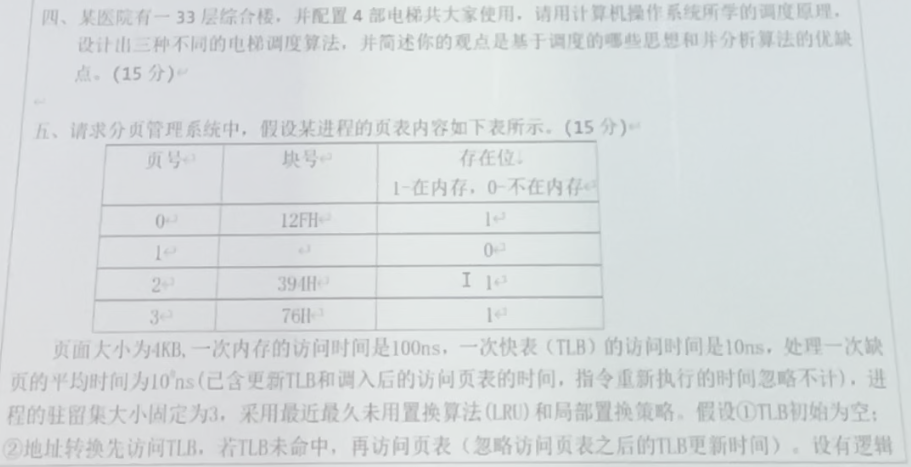 四、某医院有一 33 层综合楼，并配置 4 部电梯共大家使用，请用计算机操作系统所学的调度原理，
设计出三种不同的电梯调度算法，并简述你的观点是基于调度的哪些思想和并分析算法的优缺
点。(15 分)
五、请求分页管理系统中，假设某进程的页表内容如下表所示。(15 分)
页号 块号 存在位
1-在内存，0-不在内存
0 12FH 1
1 0
2 394H 1
3 76H 1
页面大小为4KB,一次内存的访问时间是100ns，一次快表（TLB）的访问时间是10ns，处理一次缺
页的平均时间为10 ns(已含更新TLB和调入后的访问页表的时间，指令重新执行的时间忽略不计)，进
程的驻留集大小固定为3，采用最近最久未用置换算法(LRU)和局部置换策略。假设①TLB初始为空；
②地址转换先访问TLB，若TLB未命中，再访问页表（忽略访问页表之后的TLB更新时间）。设有逻辑